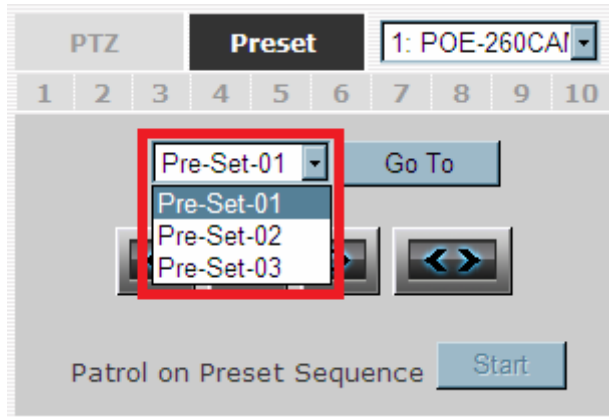 PTZ Preset 1: POE-260CAM
1 2 3 4 5 6 7 8 9 10
Pre-Set-01 Go To
Pre-Set-01
Pre-Set-02
Pre-Set-03
Patrol on Preset Sequence Start